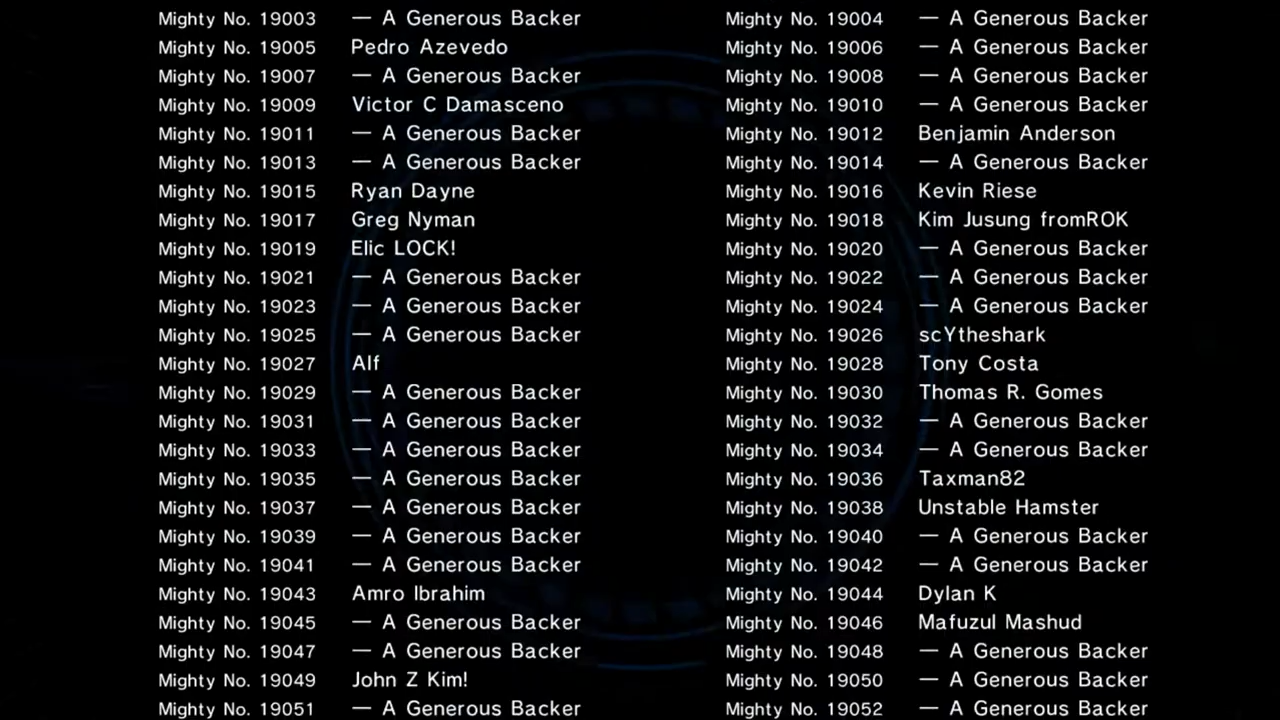 Mighty No. 19003 — A Generous Backer Mighty No. 19004 — A Generous Backer
Mighty No. 19005 Pedro Azevedo Mighty No. 19006 — A Generous Backer
Mighty No. 19007 — A Generous Backer Mighty No. 19008 — A Generous Backer
Mighty No. 19009 Victor C Damasceno Mighty No. 19010 — A Generous Backer
Mighty No. 19011 — A Generous Backer Mighty No. 19012 Benjamin Anderson
Mighty No. 19013 — A Generous Backer Mighty No. 19014 — A Generous Backer
Mighty No. 19015 Ryan Dayne Mighty No. 19016 Kevin Riese
Mighty No. 19017 Greg Nyman Mighty No. 19018 Kim Jusung fromROK
Mighty No. 19019 Elic LOCK! Mighty No. 19020 — A Generous Backer
Mighty No. 19021 — A Generous Backer Mighty No. 19022 — A Generous Backer
Mighty No. 19023 — A Generous Backer Mighty No. 19024 — A Generous Backer
Mighty No. 19025 — A Generous Backer Mighty No. 19026 scYtheshark
Mighty No. 19027 Alf Mighty No. 19028 Tony Costa
Mighty No. 19029 — A Generous Backer Mighty No. 19030 Thomas R. Gomes
Mighty No. 19031 — A Generous Backer Mighty No. 19032 — A Generous Backer
Mighty No. 19033 — A Generous Backer Mighty No. 19034 — A Generous Backer
Mighty No. 19035 — A Generous Backer Mighty No. 19036 Taxman82
Mighty No. 19037 — A Generous Backer Mighty No. 19038 Unstable Hamster
Mighty No. 19039 — A Generous Backer Mighty No. 19040 — A Generous Backer
Mighty No. 19041 — A Generous Backer Mighty No. 19042 — A Generous Backer
Mighty No. 19043 Amro Ibrahim Mighty No. 19044 Dylan K
Mighty No. 19045 — A Generous Backer Mighty No. 19046 Mafuzul Mashud
Mighty No. 19047 — A Generous Backer Mighty No. 19048 — A Generous Backer
Mighty No. 19049 John Z Kim! Mighty No. 19050 — A Generous Backer
Mighty No. 19051 — A Generous Backer Mighty No. 19052 — A Generous Backer